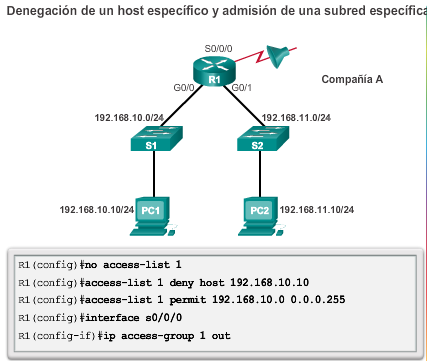 Denegación de un host específico y admisión de una subred específica
S0/0/0
R1
G0/0
G0/1
Compañía A
192.168.10.0/24
192.168.11.0/24
S1
S2
192.168.10.10/24
PC1
PC2
192.168.11.10/24
R1(config)#no access-list 1
R1(config)#access-list 1 deny host 192.168.10.10
R1(config)#access-list 1 permit 192.168.10.0 0.0.0.255
R1(config)#interface s0/0/0
R1(config-if)#ip access-group 1 out